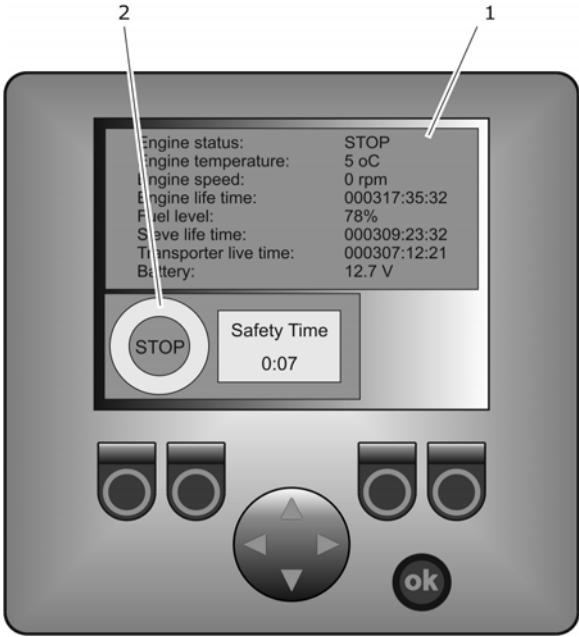 2 1
Engine status: STOP
Engine temperature: 5 oC
Engine speed: 0 rpm
Engine life time: 000317:35:32
Fuel level: 78%
Sieve life time: 000309:23:32
Transporter live time: 000307:12:21
Battery: 12.7 V
STOP
Safety Time
0:07
ok